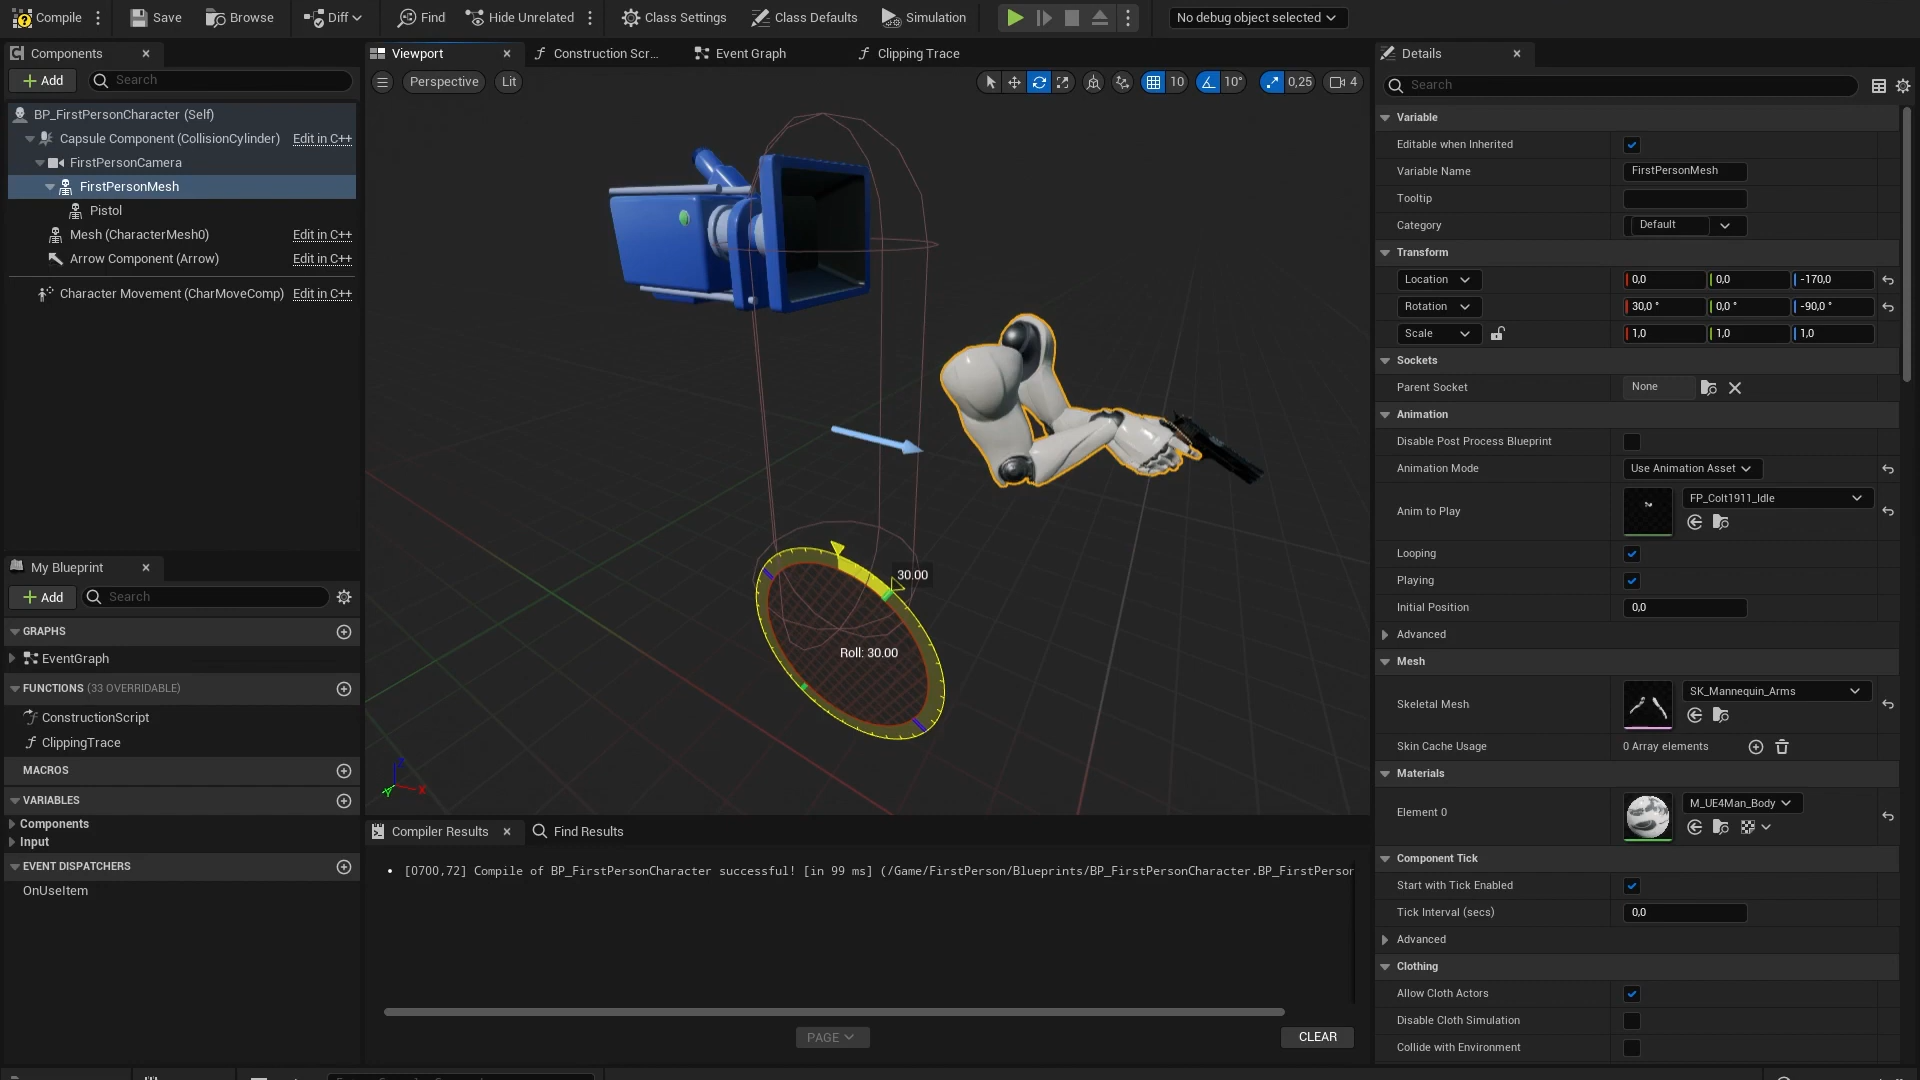 Compile
Save
Browse
Diff
Find
Hide Unrelated
Class Settings
Class Defaults
Simulation
No debug object selected
Components
Add
Search
BP_FirstPersonCharacter (Self)
Capsule Component (CollisionCylinder) Edit in C++
FirstPersonCamera
FirstPersonMesh
Pistol
Mesh (CharacterMesh0) Edit in C++
Arrow Component (Arrow) Edit in C++
Character Movement (CharMoveComp) Edit in C++
My Blueprint
Add
Search
GRAPHS
EventGraph
FUNCTIONS (33 OVERRIDABLE)
ConstructionScript
ClippingTrace
MACROS
VARIABLES
Components
Input
EVENT DISPATCHERS
OnUseItem
Viewport
Construction Scr...
Event Graph
Clipping Trace
Perspective
Lit
10
10°
0,25
4
30.00
Roll: 30.00
Z
Y
X
Compiler Results
Find Results
[0700,72] Compile of BP_FirstPersonCharacter successful! [in 99 ms] (/Game/FirstPerson/Blueprints/BP_FirstPersonCharacter.BP_FirstPerson
PAGE
CLEAR
Details
Search
Variable
Editable when Inherited
Variable Name FirstPersonMesh
Tooltip
Category Default
Transform
Location 0,0 0,0 -170,0
Rotation 30,0 ° 0,0 ° -90,0 °
Scale 1,0 1,0 1,0
Sockets
Parent Socket None
Animation
Disable Post Process Blueprint
Animation Mode Use Animation Asset
Anim to Play FP_Colt1911_Idle
Looping
Playing
Initial Position 0,0
Advanced
Mesh
Skeletal Mesh SK_Mannequin_Arms
Skin Cache Usage 0 Array elements
Materials
Element 0 M_UE4Man_Body
Component Tick
Start with Tick Enabled
Tick Interval (secs) 0,0
Advanced
Clothing
Allow Cloth Actors
Disable Cloth Simulation
Collide with Environment